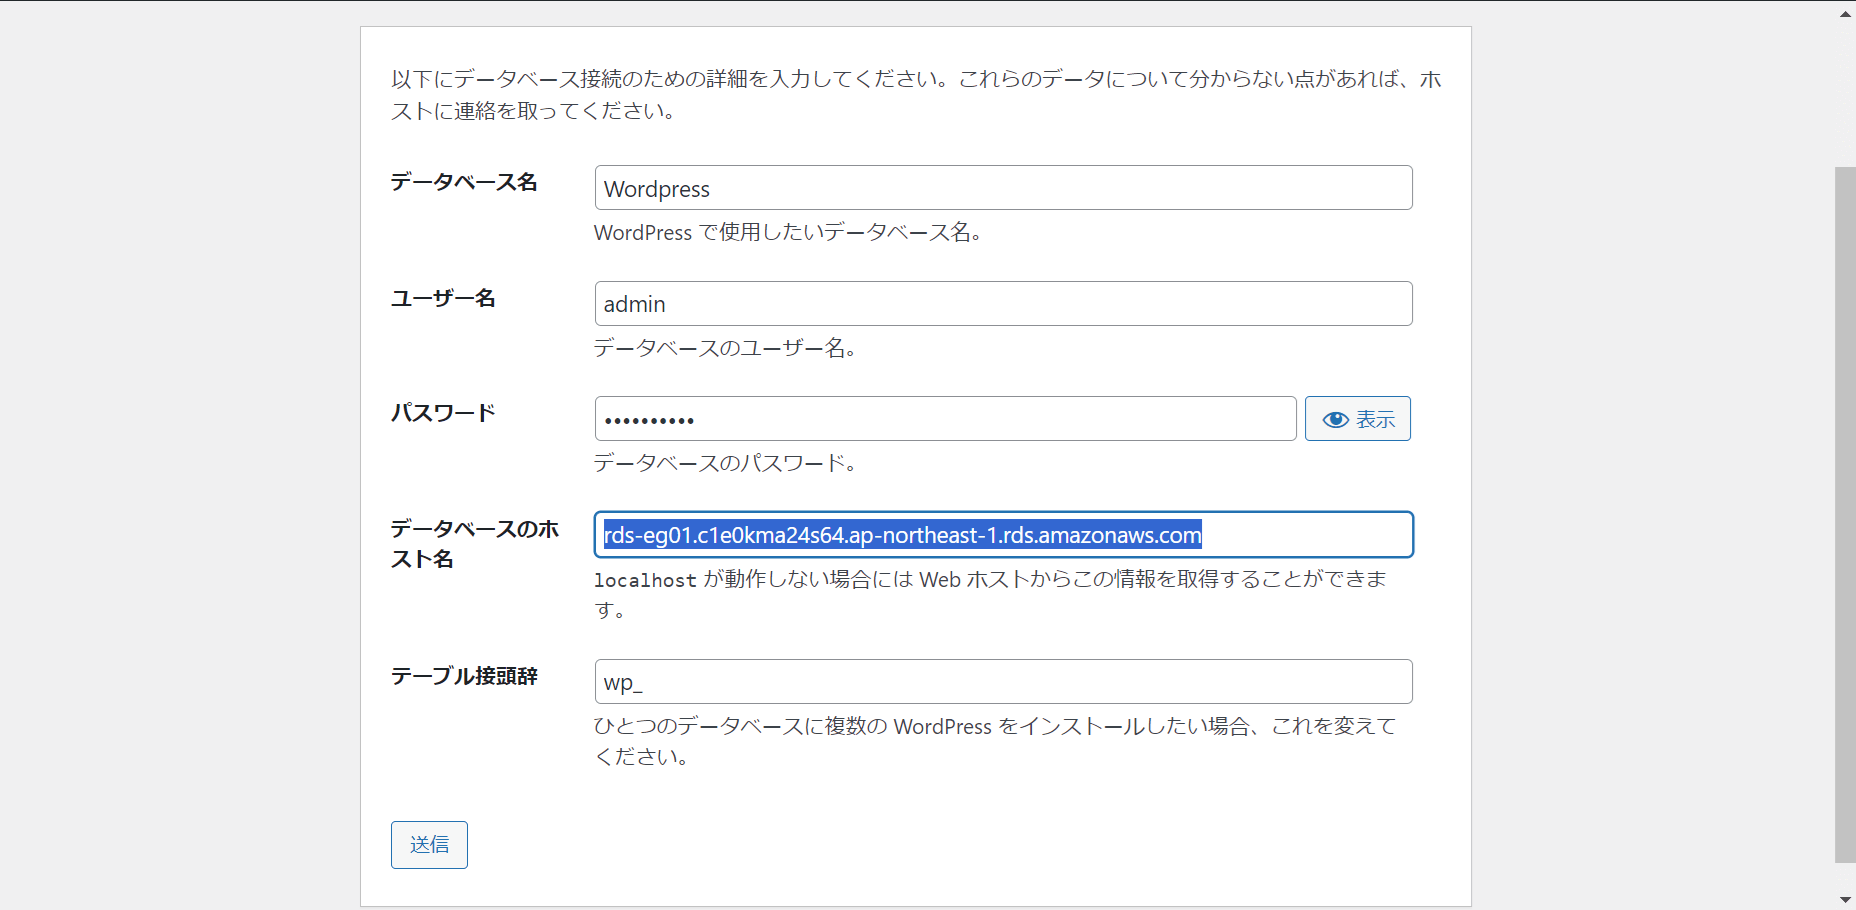 以下にデータベース接続のための詳細を入力してください。これらのデータについて分からない点があれば、ホ
ストに連絡を取ってください。
データベース名
Wordpress
WordPress で使用したいデータベース名。
ユーザー名
admin
データベースのユーザー名。
パスワード
••••••••••
表示
データベースのパスワード。
データベースのホ
スト名
rds-eg01.c1e0kma24s64.ap-northeast-1.rds.amazonaws.com
localhost が動作しない場合には Web ホストからこの情報を取得することができま
す。
テーブル接頭辞
wp_
ひとつのデータベースに複数の WordPress をインストールしたい場合、これを変えて
ください。
送信